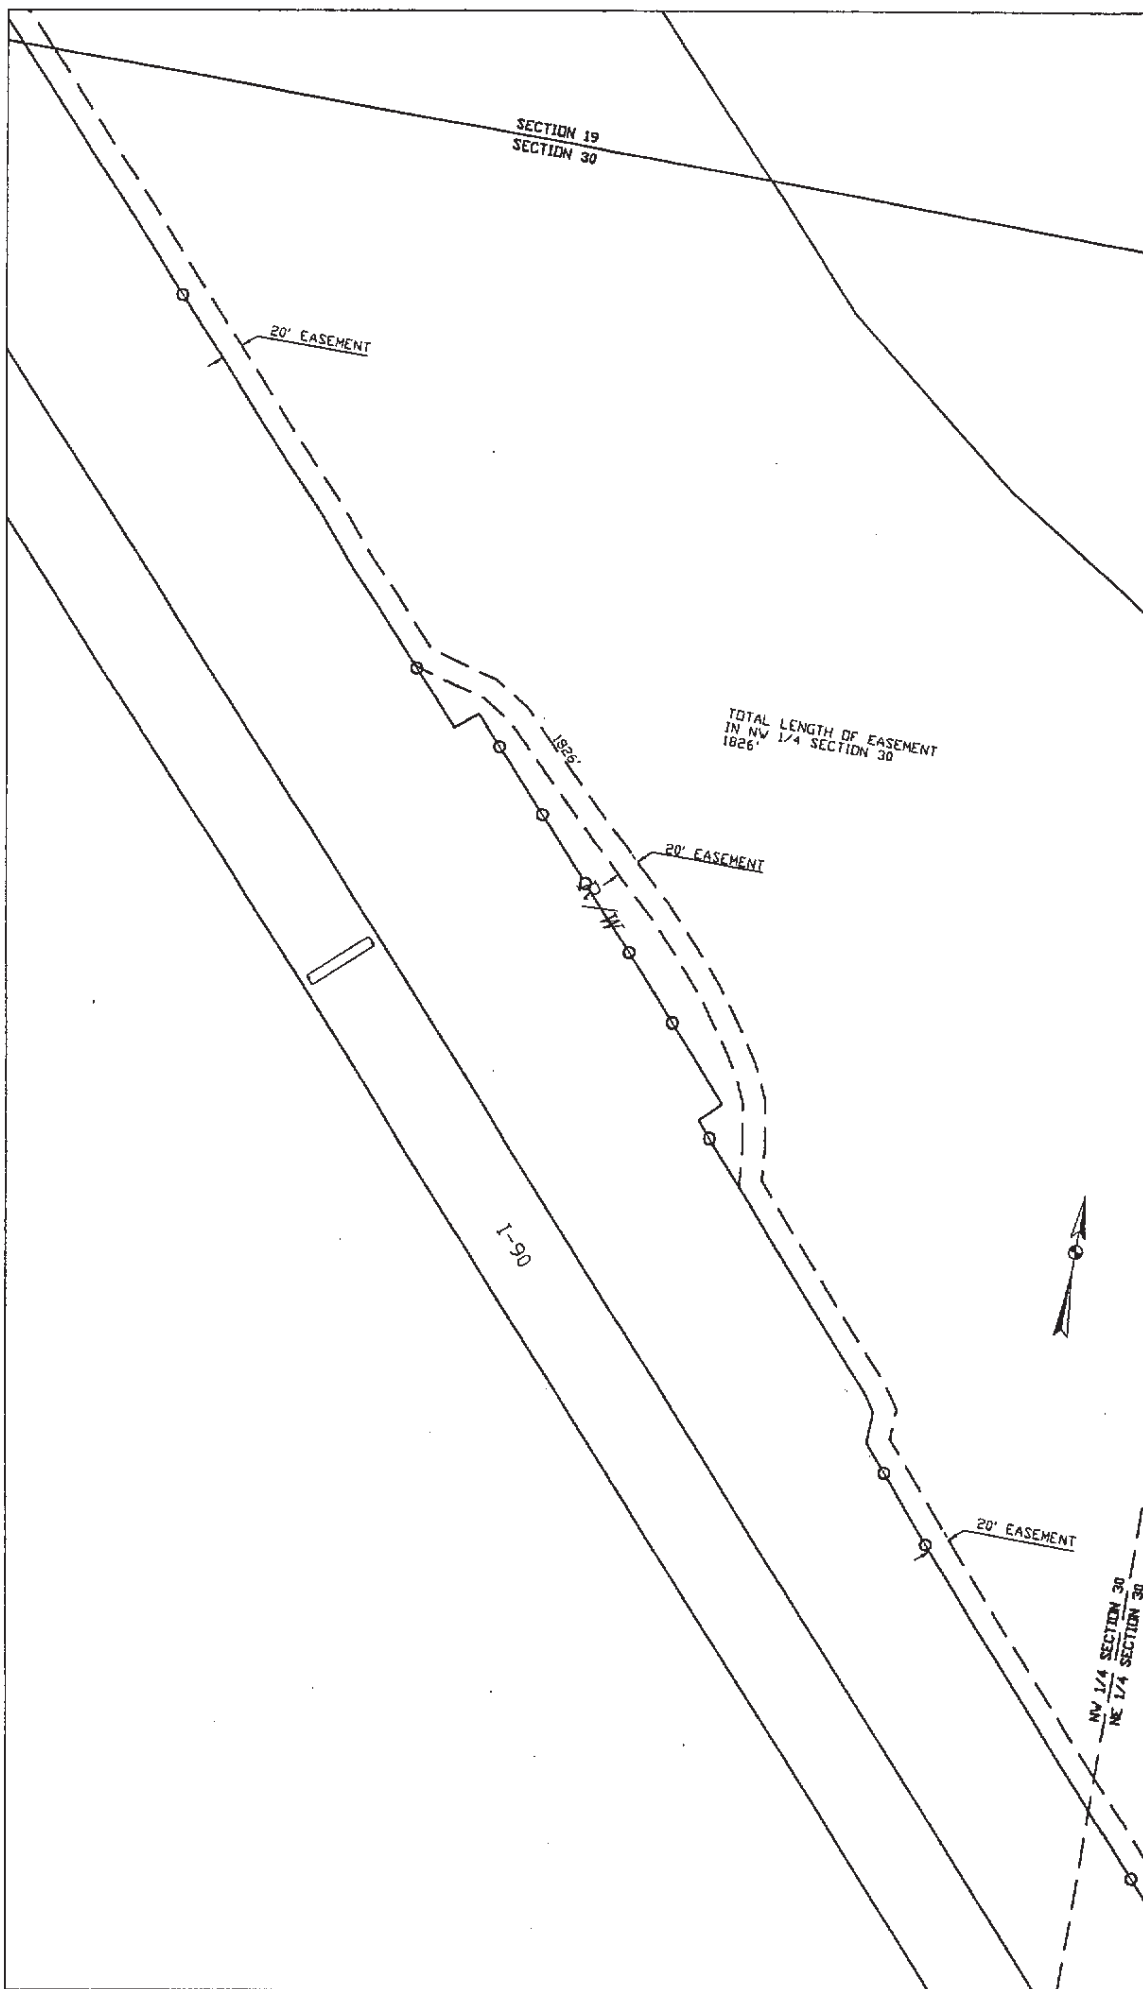 SECTION 19
SECTION 30
20' EASEMENT
TOTAL LENGTH OF EASEMENT
IN NW 1/4 SECTION 30
1826'
1826'
20' EASEMENT
R/W
I-90
20' EASEMENT
NW 1/4 SECTION 30
NE 1/4 SECTION 30